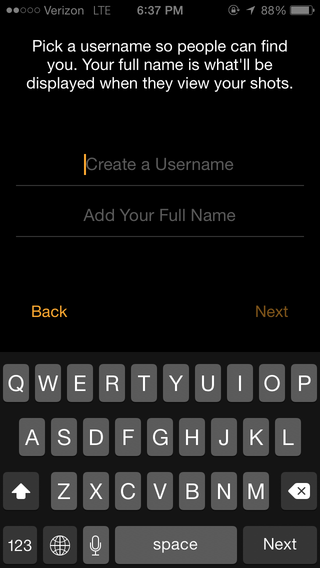 Verizon LTE 6:37 PM 88%
Pick a username so people can find
you. Your full name is what'll be
displayed when they view your shots.
Create a Username
Add Your Full Name
Back Next
Q W E R T Y U I O P
A S D F G H J K L
Z X C V B N M
123 space Next